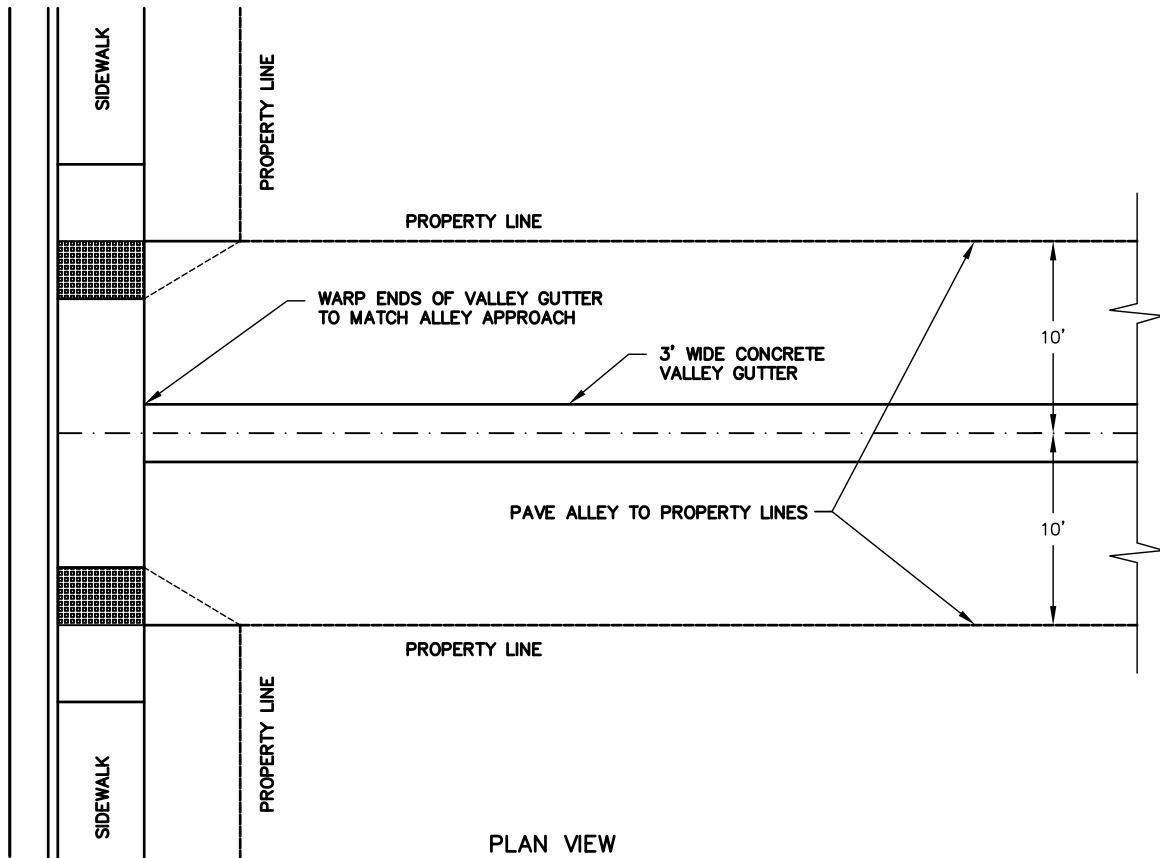 SIDEWALK
PROPERTY LINE
PROPERTY LINE
WARP ENDS OF VALLEY GUTTER
TO MATCH ALLEY APPROACH
10'
3' WIDE CONCRETE
VALLEY GUTTER
PAVE ALLEY TO PROPERTY LINES
10'
PROPERTY LINE
PROPERTY LINE
SIDEWALK
PLAN VIEW